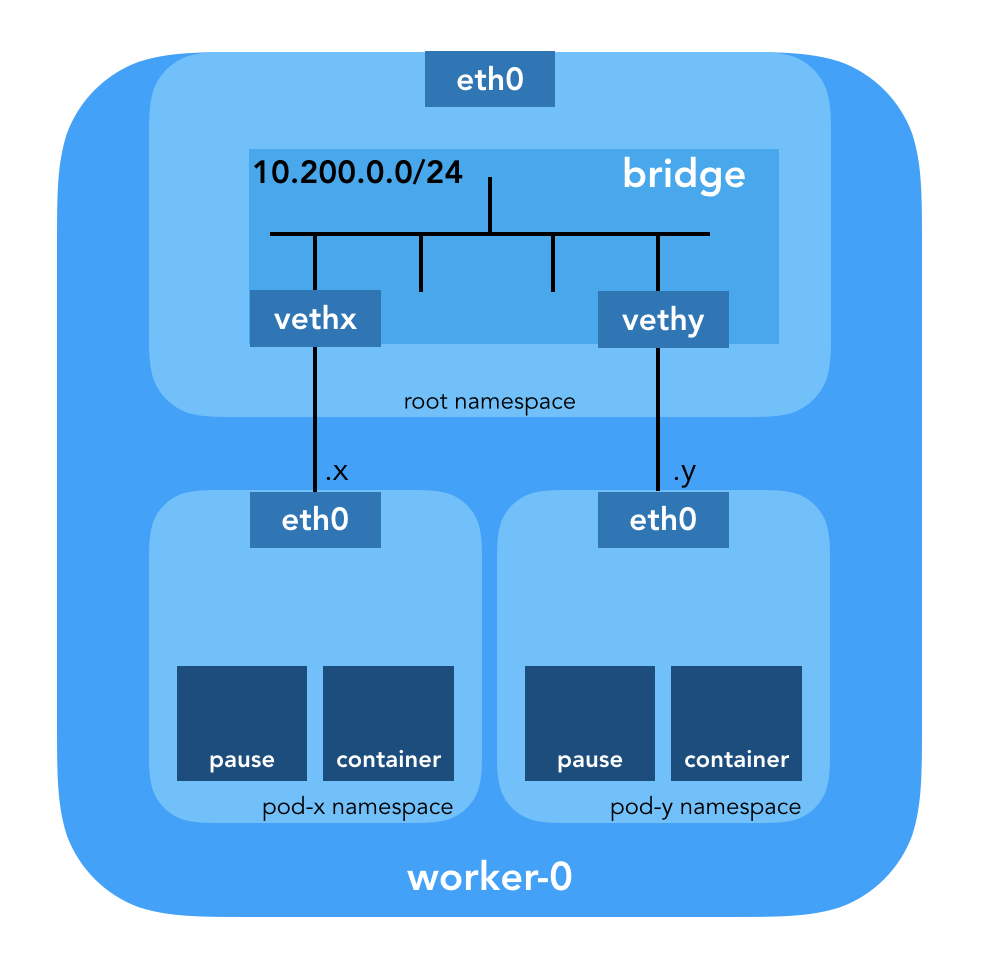 eth0
10.200.0.0/24
bridge
vethx
vethy
root namespace
.x
.y
eth0
eth0
pause
container
pause
container
pod-x namespace
pod-y namespace
worker-0